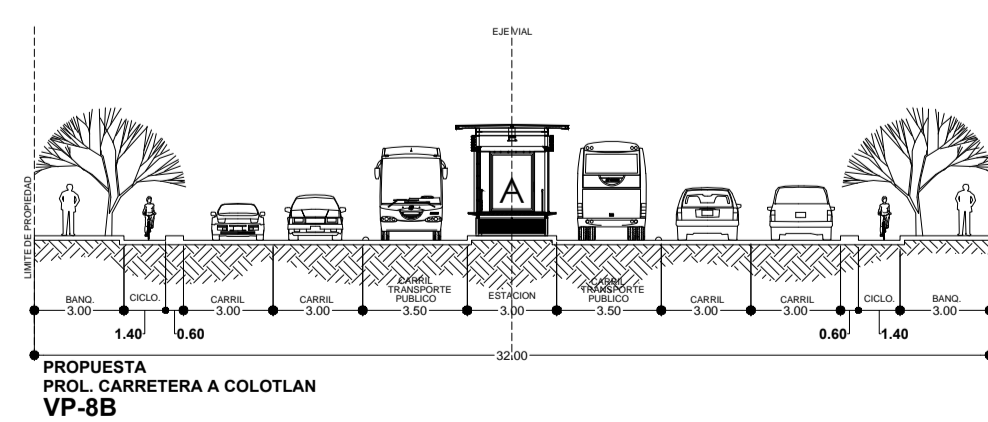 EJE VIAL
LIMITE DE PROPIEDAD
A
BANQ.
3.00
CICLO.
1.40
0.60
CARRIL
3.00
CARRIL
3.00
CARRIL
TRANSPORTE
PUBLICO
3.50
ESTACION
3.00
CARRIL
TRANSPORTE
PUBLICO
3.50
CARRIL
3.00
CARRIL
3.00
0.60
CICLO.
1.40
BANQ.
3.00
32.00
PROPUESTA
PROL. CARRETERA A COLOTLAN
VP-8B